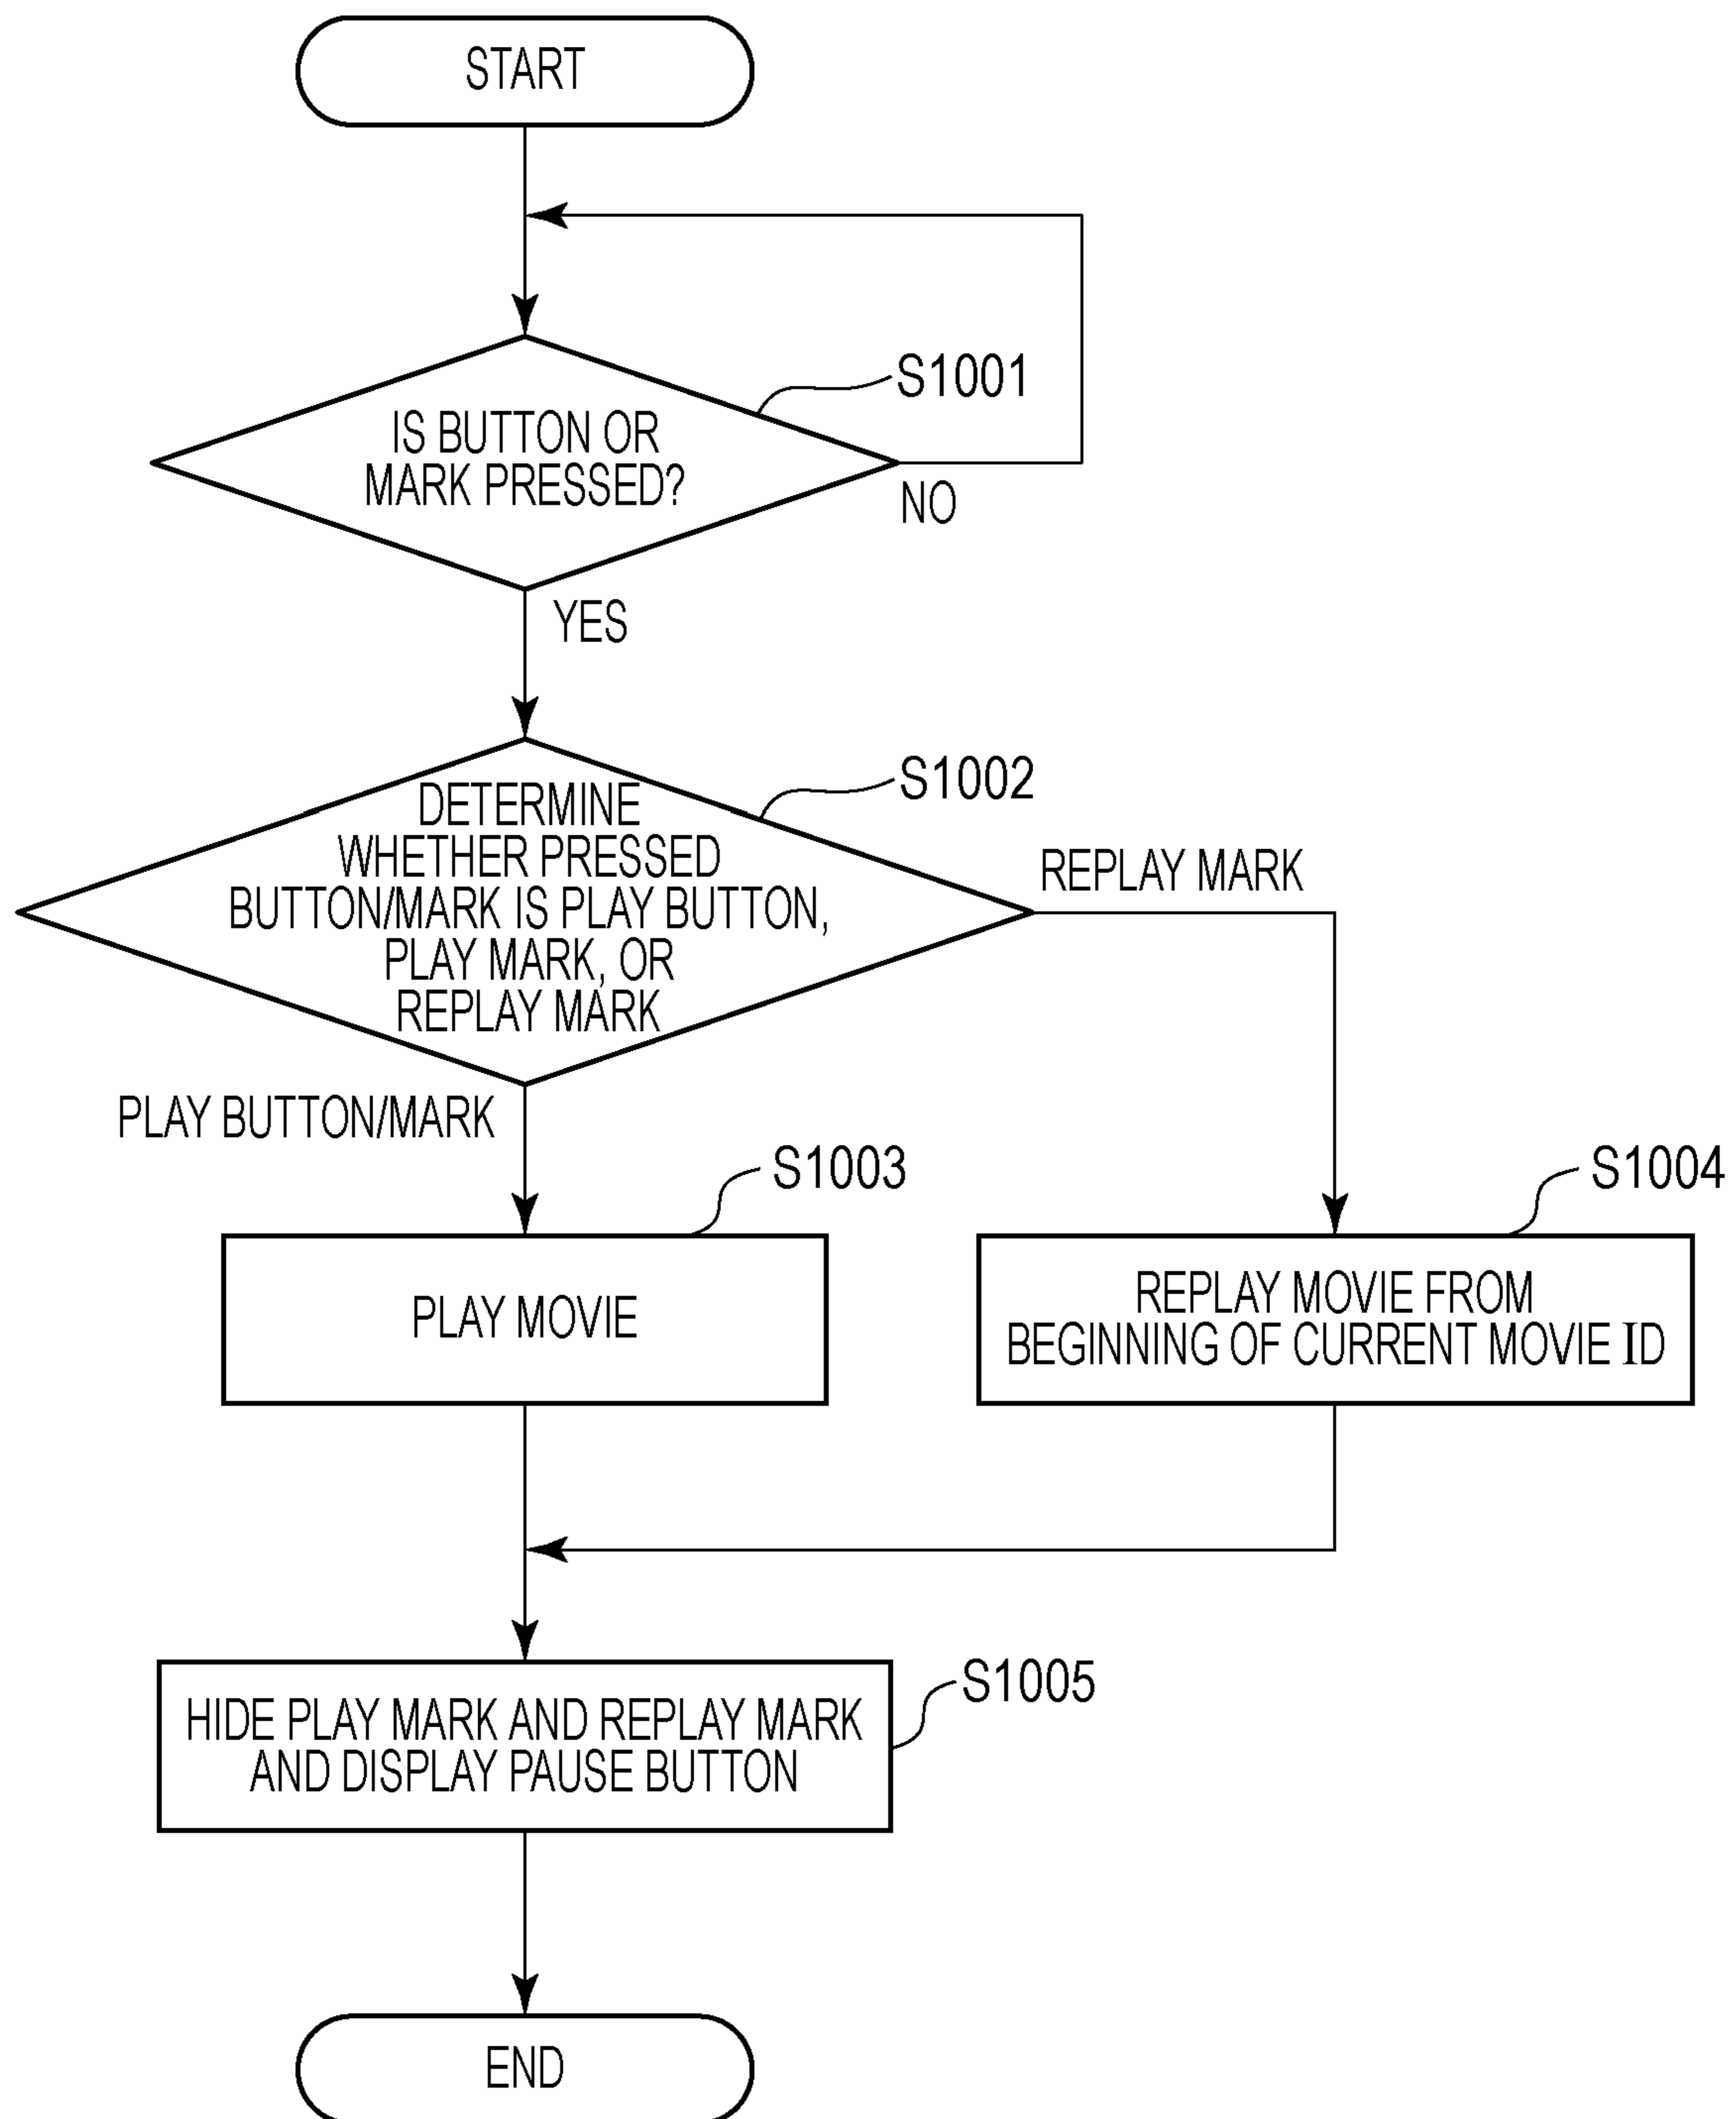 START
S1001
IS BUTTON OR
MARK PRESSED?
NO
YES
S1002
DETERMINE
WHETHER PRESSED
BUTTON/MARK IS PLAY BUTTON,
PLAY MARK, OR
REPLAY MARK
REPLAY MARK
PLAY BUTTON/MARK
S1003
PLAY MOVIE
S1004
REPLAY MOVIE FROM
BEGINNING OF CURRENT MOVIE ID
S1005
HIDE PLAY MARK AND REPLAY MARK
AND DISPLAY PAUSE BUTTON
END